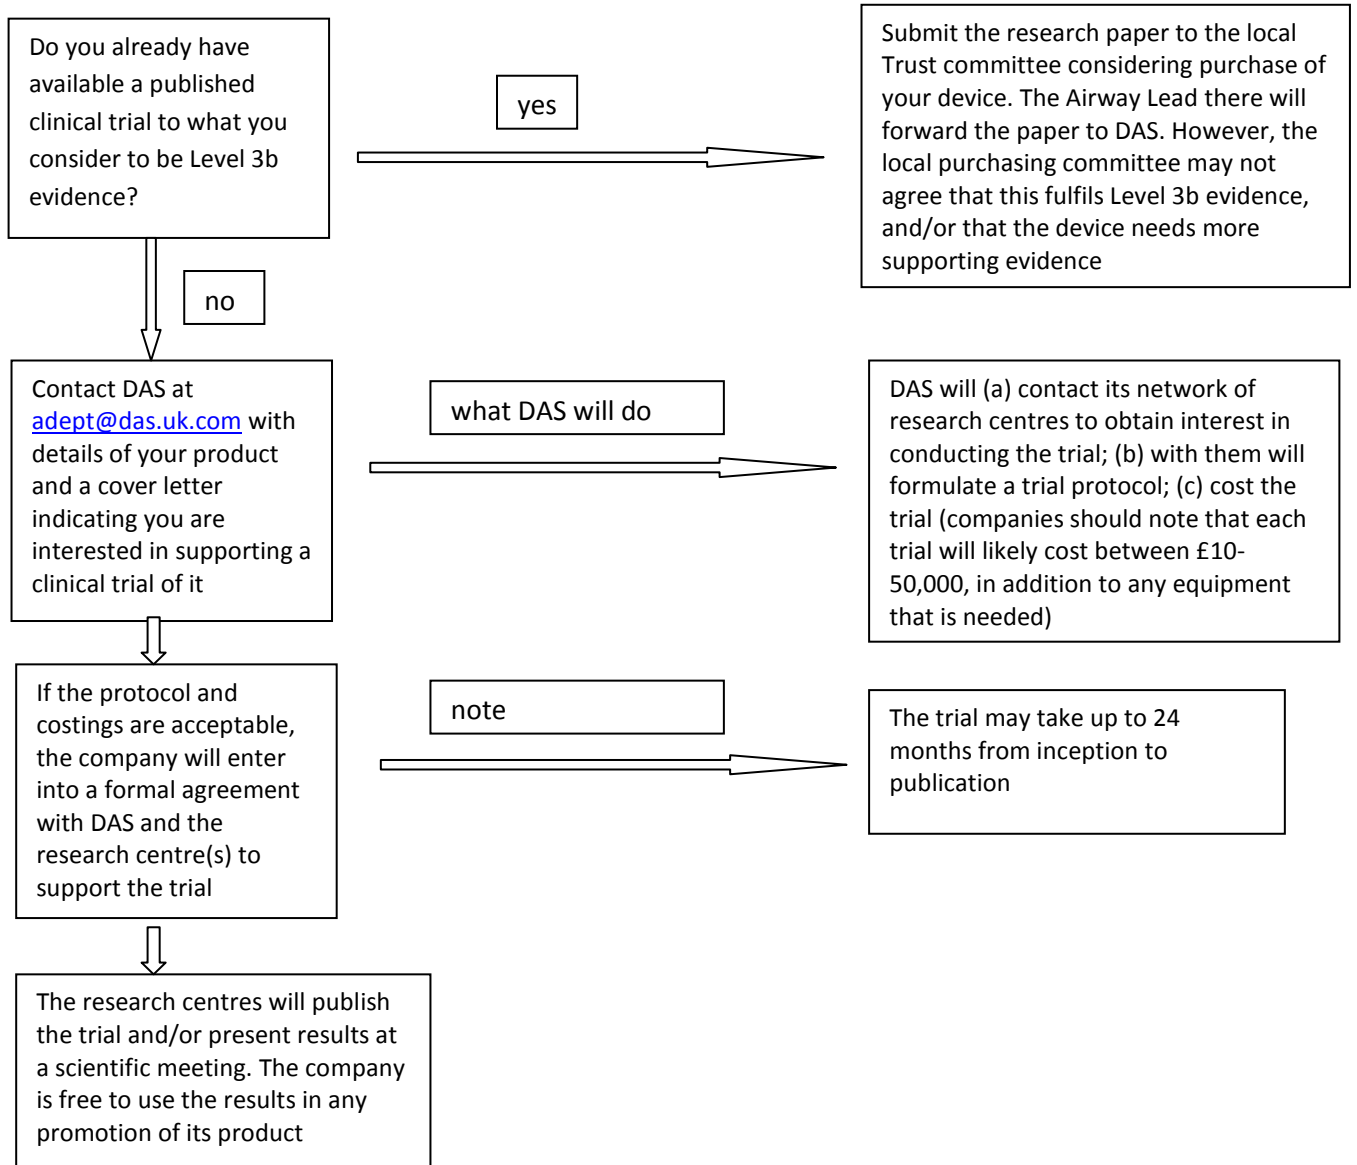 Do you already have
available a published
clinical trial to what you
consider to be Level 3b
evidence?
yes
Submit the research paper to the local
Trust committee considering purchase of
your device. The Airway Lead there will
forward the paper to DAS. However, the
local purchasing committee may not
agree that this fulfils Level 3b evidence,
and/or that the device needs more
supporting evidence
no
Contact DAS at
adept@das.uk.com with
details of your product
and a cover letter
indicating you are
interested in supporting a
clinical trial of it
what DAS will do
DAS will (a) contact its network of
research centres to obtain interest in
conducting the trial; (b) with them will
formulate a trial protocol; (c) cost the
trial (companies should note that each
trial will likely cost between £10-
50,000, in addition to any equipment
that is needed)
If the protocol and
costings are acceptable,
the company will enter
into a formal agreement
with DAS and the
research centre(s) to
support the trial
note
The trial may take up to 24
months from inception to
publication
The research centres will publish
the trial and/or present results at
a scientific meeting. The company
is free to use the results in any
promotion of its product